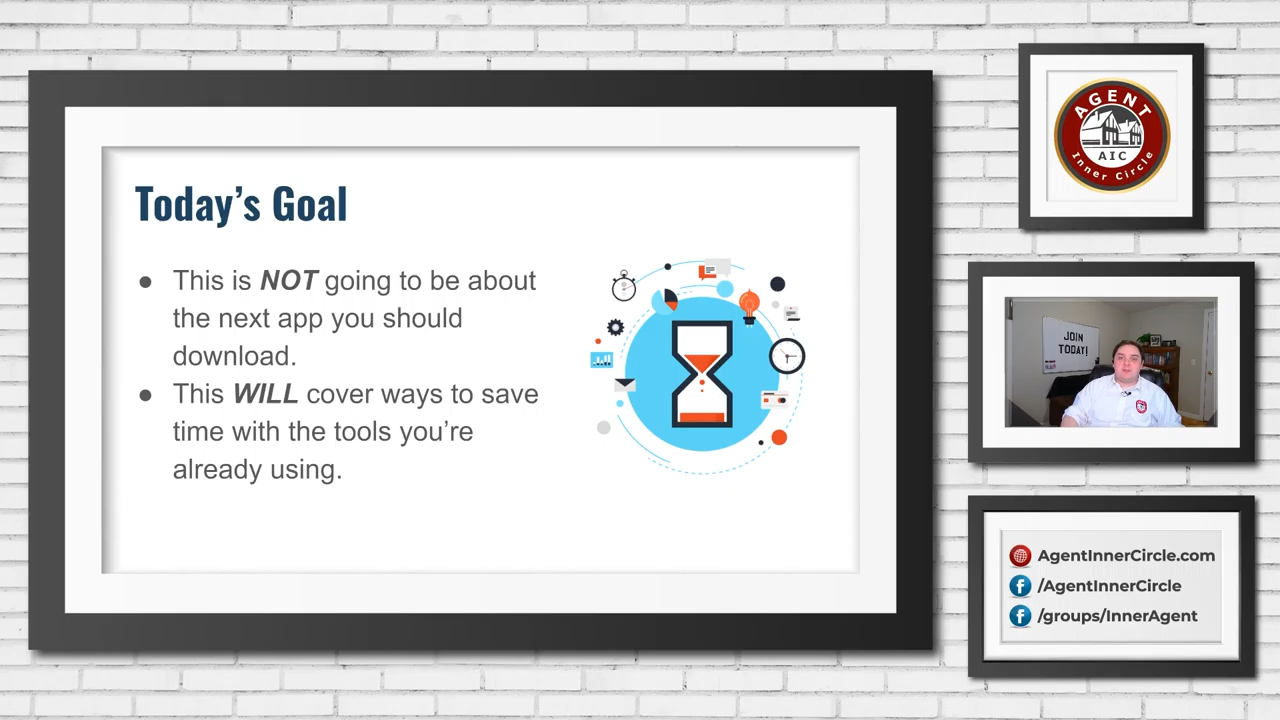 Today's Goal
● This is NOT going to be about
the next app you should
download.
● This WILL cover ways to save
time with the tools you're
already using.
AGENT
AIC
Inner Circle
JOIN
TODAY!
AgentInnerCircle.com
/AgentInnerCircle
/groups/InnerAgent